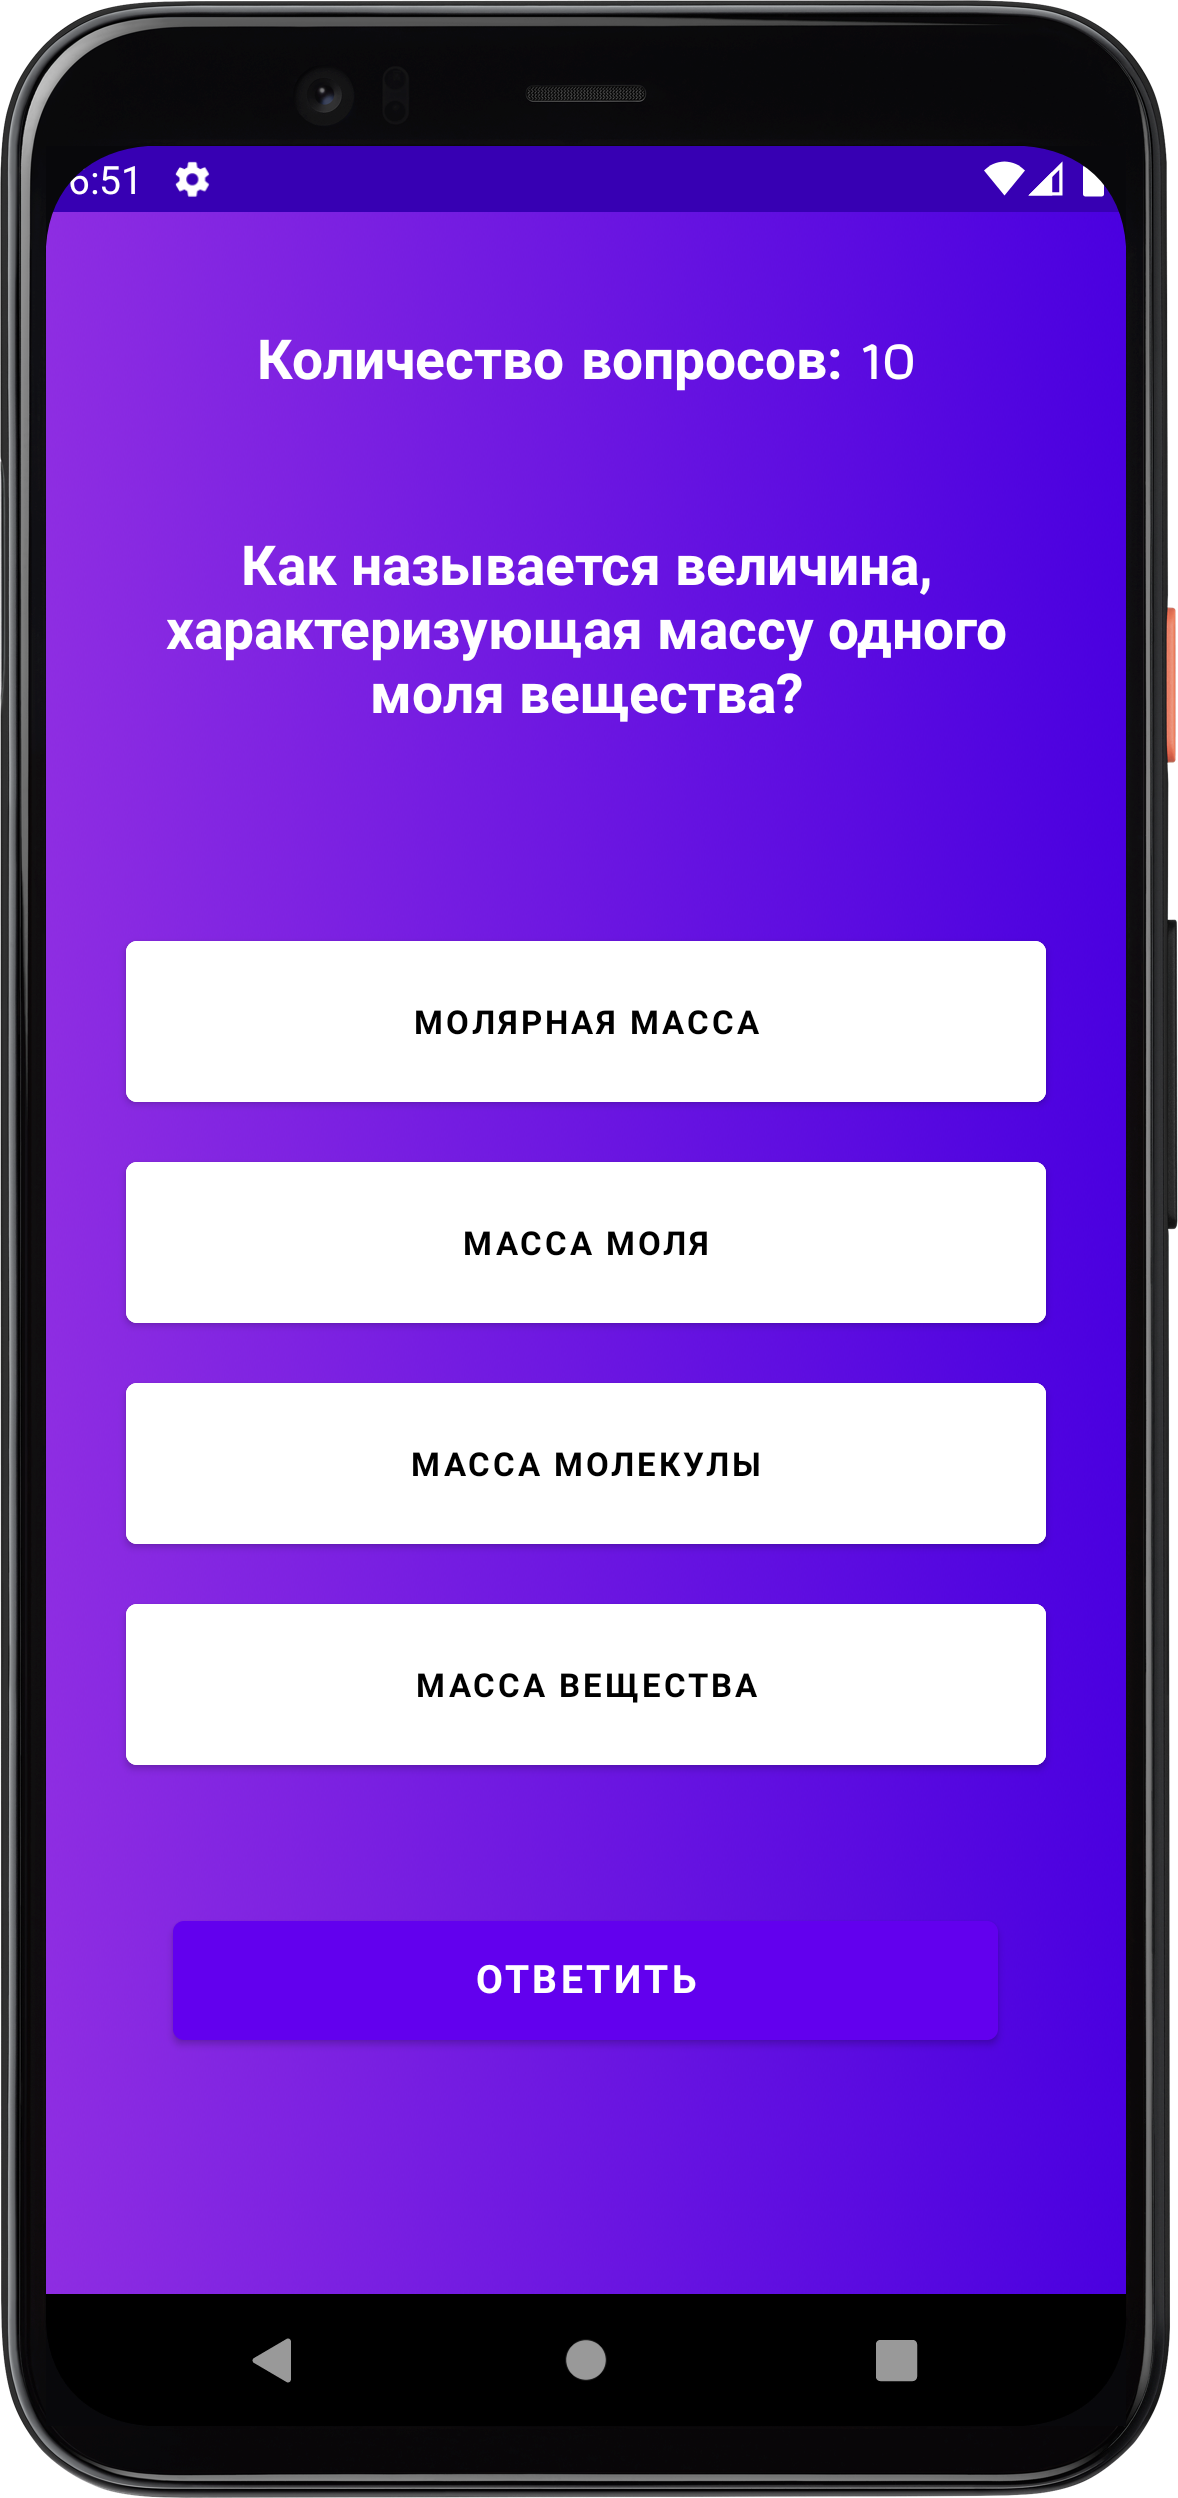 :51
Количество вопросов: 10
Как называется величина,
характеризующая массу одного
моля вещества?
МОЛЯРНАЯ МАССА
МАССА МОЛЯ
МАССА МОЛЕКУЛЫ
МАССА ВЕЩЕСТВА
ОТВЕТИТЬ